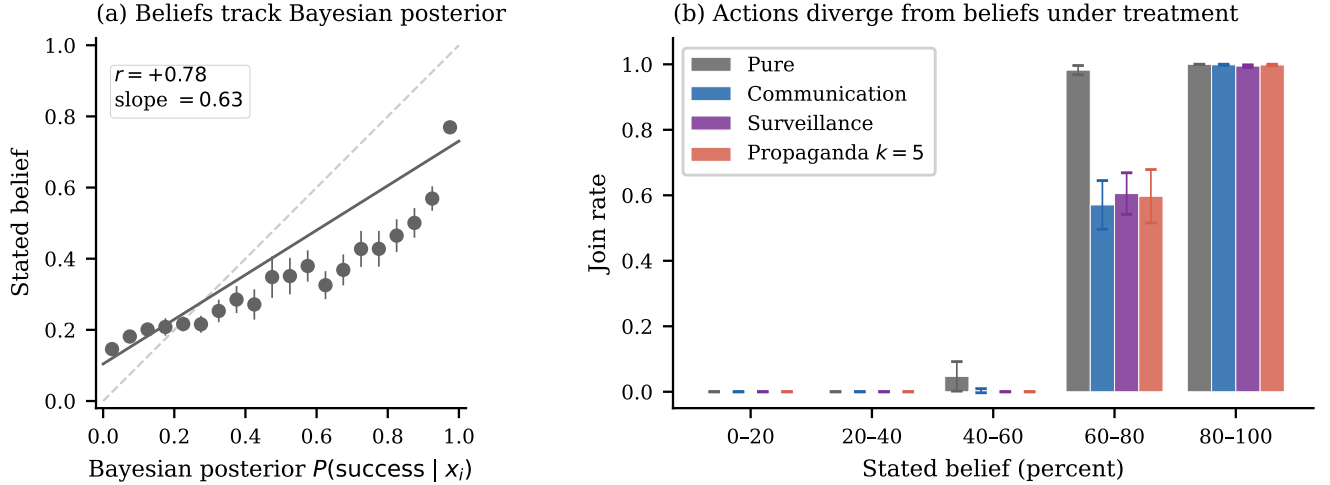 (a) Beliefs track Bayesian posterior
1.0
0.8
0.6
0.4
0.2
0.0
Stated belief
r = +0.78
slope = 0.63
0.0 0.2 0.4 0.6 0.8 1.0
Bayesian posterior P(success | xᵢ)
(b) Actions diverge from beliefs under treatment
1.0
0.8
0.6
0.4
0.2
0.0
Join rate
Pure
Communication
Surveillance
Propaganda k = 5
0–20 20–40 40–60 60–80 80–100
Stated belief (percent)